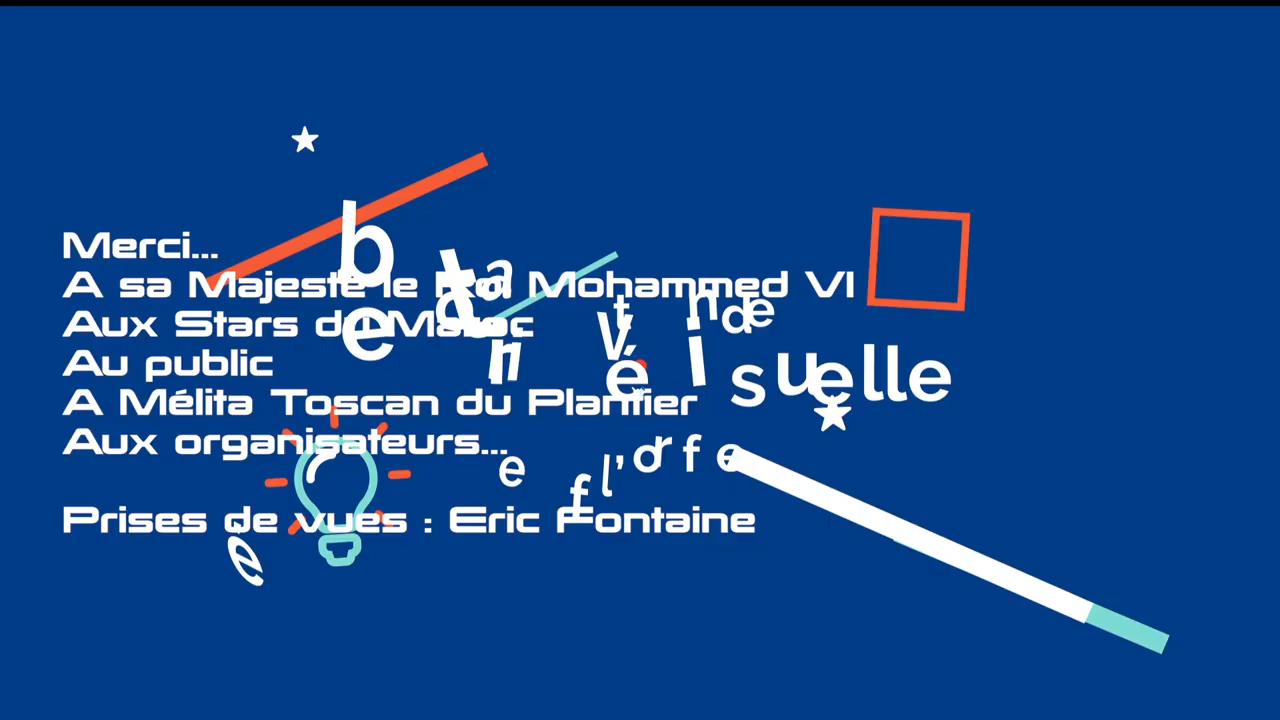 Merci...
A sa Majesté le Roi Mohammed VI
Aux Stars du Maroc
Au public
A Mélita Toscan du Plantier
Aux organisateurs...
Prises de vues : Eric Fontaine